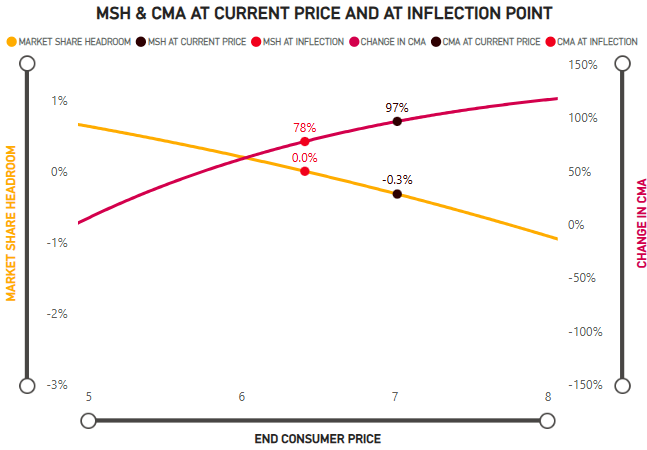 MSH & CMA AT CURRENT PRICE AND AT INFLECTION POINT
MARKET SHARE HEADROOM MSH AT CURRENT PRICE MSH AT INFLECTION CHANGE IN CMA CMA AT CURRENT PRICE CMA AT INFLECTION
MARKET SHARE HEADROOM
1%
0%
-1%
-2%
-3%
78%
0.0%
97%
-0.3%
150%
100%
50%
0%
-50%
-100%
-150%
CHANGE IN CMA
5 6 7 8
END CONSUMER PRICE